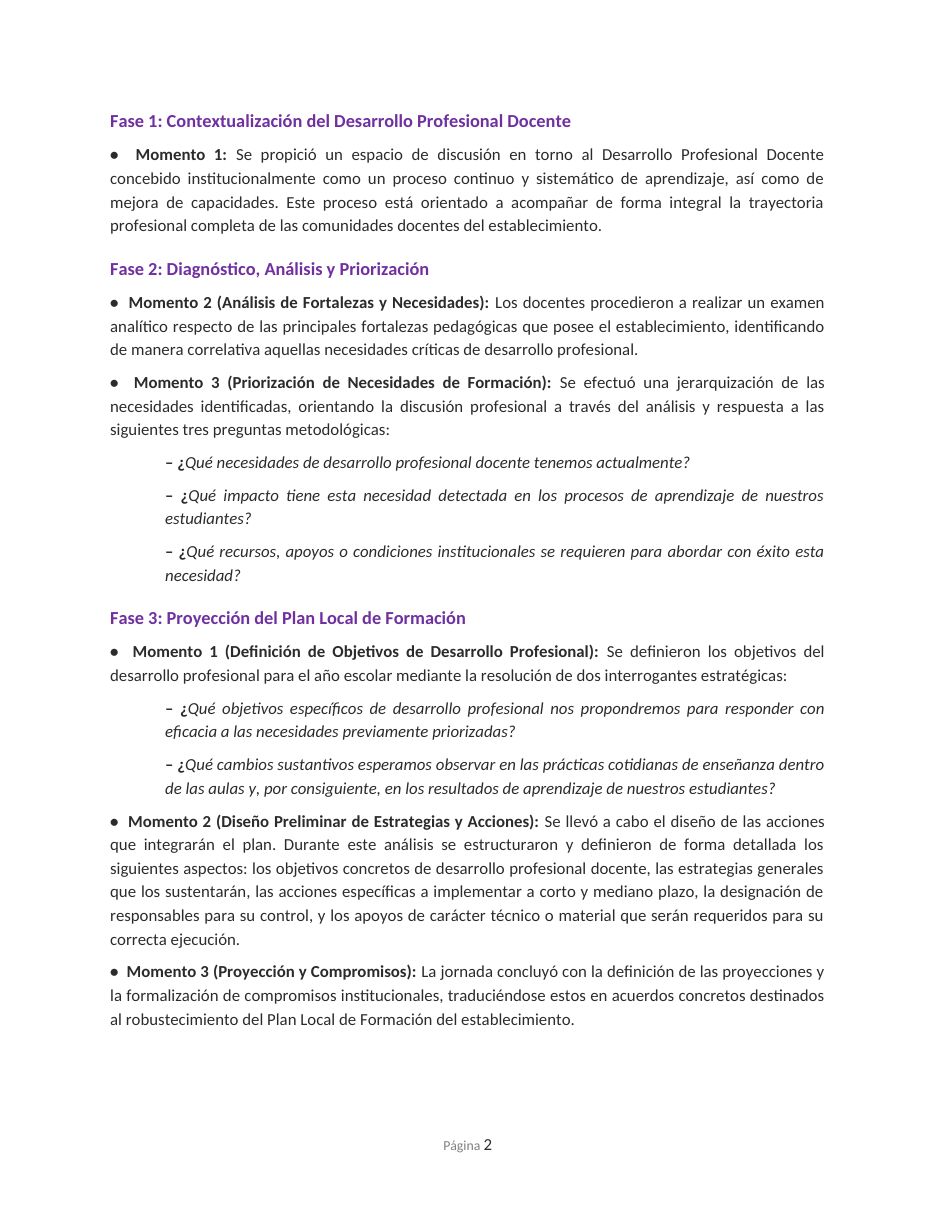 Fase 1: Contextualización del Desarrollo Profesional Docente
● Momento 1: Se propició un espacio de discusión en torno al Desarrollo Profesional Docente
concebido institucionalmente como un proceso continuo y sistemático de aprendizaje, así como de
mejora de capacidades. Este proceso está orientado a acompañar de forma integral la trayectoria
profesional completa de las comunidades docentes del establecimiento.
Fase 2: Diagnóstico, Análisis y Priorización
● Momento 2 (Análisis de Fortalezas y Necesidades): Los docentes procedieron a realizar un examen
analítico respecto de las principales fortalezas pedagógicas que posee el establecimiento, identificando
de manera correlativa aquellas necesidades críticas de desarrollo profesional.
● Momento 3 (Priorización de Necesidades de Formación): Se efectuó una jerarquización de las
necesidades identificadas, orientando la discusión profesional a través del análisis y respuesta a las
siguientes tres preguntas metodológicas:
– ¿Qué necesidades de desarrollo profesional docente tenemos actualmente?
– ¿Qué impacto tiene esta necesidad detectada en los procesos de aprendizaje de nuestros
estudiantes?
– ¿Qué recursos, apoyos o condiciones institucionales se requieren para abordar con éxito esta
necesidad?
Fase 3: Proyección del Plan Local de Formación
● Momento 1 (Definición de Objetivos de Desarrollo Profesional): Se definieron los objetivos del
desarrollo profesional para el año escolar mediante la resolución de dos interrogantes estratégicas:
– ¿Qué objetivos específicos de desarrollo profesional nos propondremos para responder con
eficacia a las necesidades previamente priorizadas?
– ¿Qué cambios sustantivos esperamos observar en las prácticas cotidianas de enseñanza dentro
de las aulas y, por consiguiente, en los resultados de aprendizaje de nuestros estudiantes?
● Momento 2 (Diseño Preliminar de Estrategias y Acciones): Se llevó a cabo el diseño de las acciones
que integrarán el plan. Durante este análisis se estructuraron y definieron de forma detallada los
siguientes aspectos: los objetivos concretos de desarrollo profesional docente, las estrategias generales
que los sustentarán, las acciones específicas a implementar a corto y mediano plazo, la designación de
responsables para su control, y los apoyos de carácter técnico o material que serán requeridos para su
correcta ejecución.
● Momento 3 (Proyección y Compromisos): La jornada concluyó con la definición de las proyecciones y
la formalización de compromisos institucionales, traduciéndose estos en acuerdos concretos destinados
al robustecimiento del Plan Local de Formación del establecimiento.
Página 2